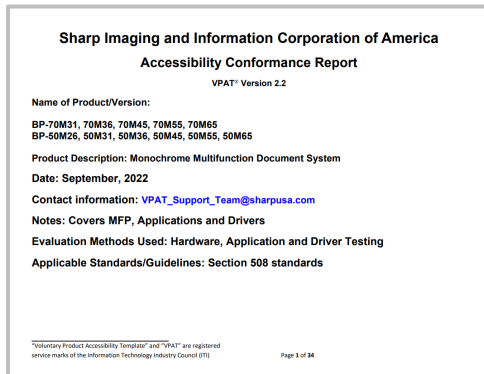 Sharp Imaging and Information Corporation of America
Accessibility Conformance Report
VPAT® Version 2.2
Name of Product/Version:
BP-70M31, 70M36, 70M45, 70M55, 70M65
BP-50M26, 50M31, 50M36, 50M45, 50M55, 50M65
Product Description: Monochrome Multifunction Document System
Date: September, 2022
Contact information: VPAT_Support_Team@sharpusa.com
Notes: Covers MFP, Applications and Drivers
Evaluation Methods Used: Hardware, Application and Driver Testing
Applicable Standards/Guidelines: Section 508 standards
“Voluntary Product Accessibility Template” and “VPAT” are registered
service marks of the Information Technology Industry Council (ITI)
Page 1 of 34